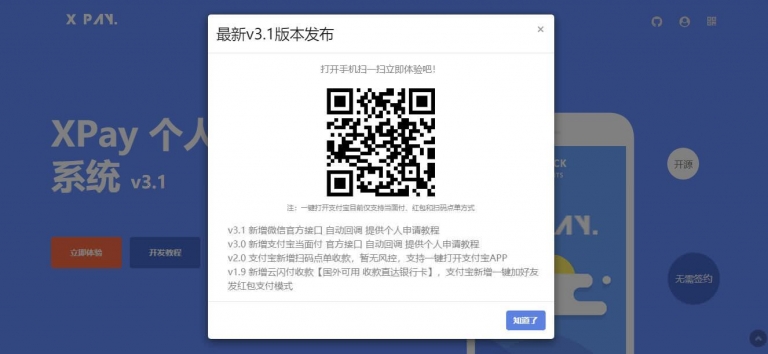 X PAY.
最新v3.1版本发布
×
打开手机扫一扫立即体验吧!
注：一键打开支付宝目前仅支持当面付、红包和扫码点单方式
v3.1 新增微信官方接口 自动回调 提供个人申请教程
v3.0 新增支付宝当面付 官方接口 自动回调 提供个人申请教程
v2.0 支付宝新增扫码点单收款，暂无风控，支持一键打开支付宝APP
v1.9 新增云闪付收款【国外可用 收款直达银行卡】，支付宝新增一键加好友
发红包支付模式
知道了
XPay 个人
系统 v3.1
立即体验
开发教程
开源
无需签约